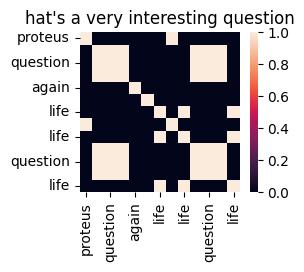 hat's a very interesting question
proteus
question
again
life
life
question
life
1.0
0.8
0.6
0.4
0.2
0.0
proteus
question
again
life
life
question
life